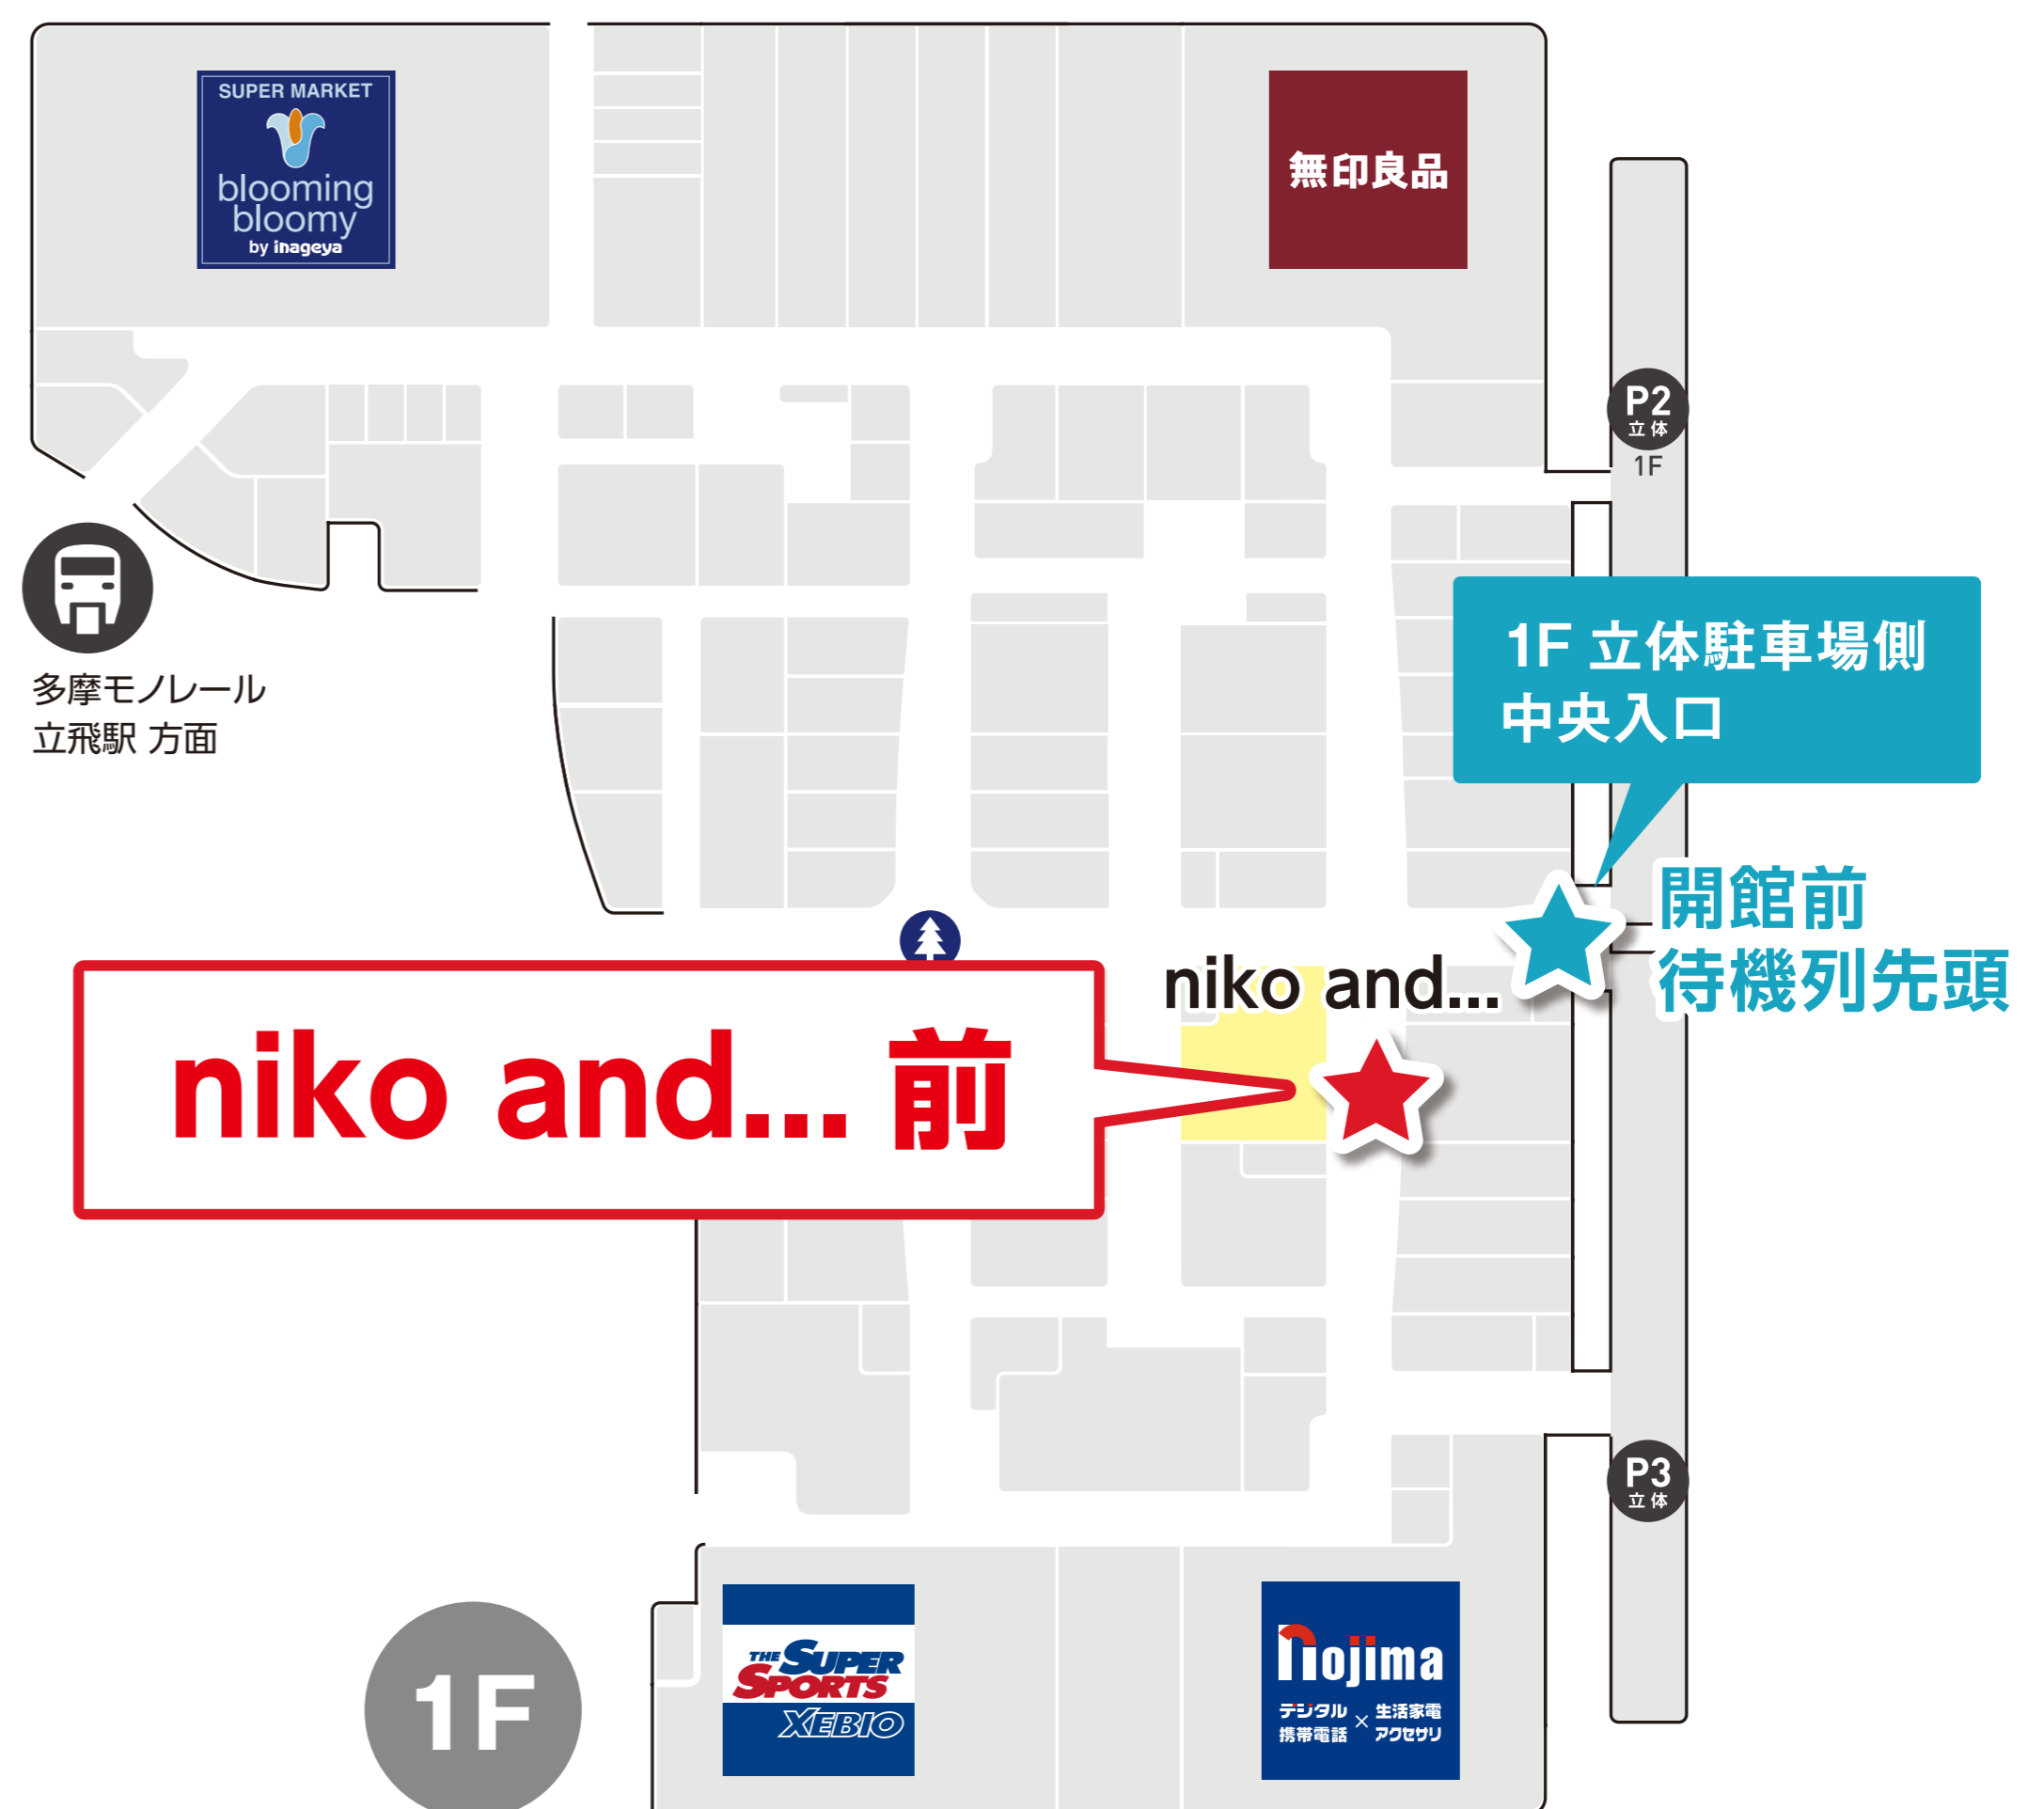 SUPER MARKET
blooming
bloomy
by inageya
無印良品
P2
立体
1F
多摩モノレール
立飛駅 方面
1F 立体駐車場側
中央入口
開館前
待機列先頭
niko and...
niko and... 前
P3
立体
1F
THE SUPER
SPORTS
XEBIO
nojima
デジタル × 生活家電
携帯電話 アクセサリ